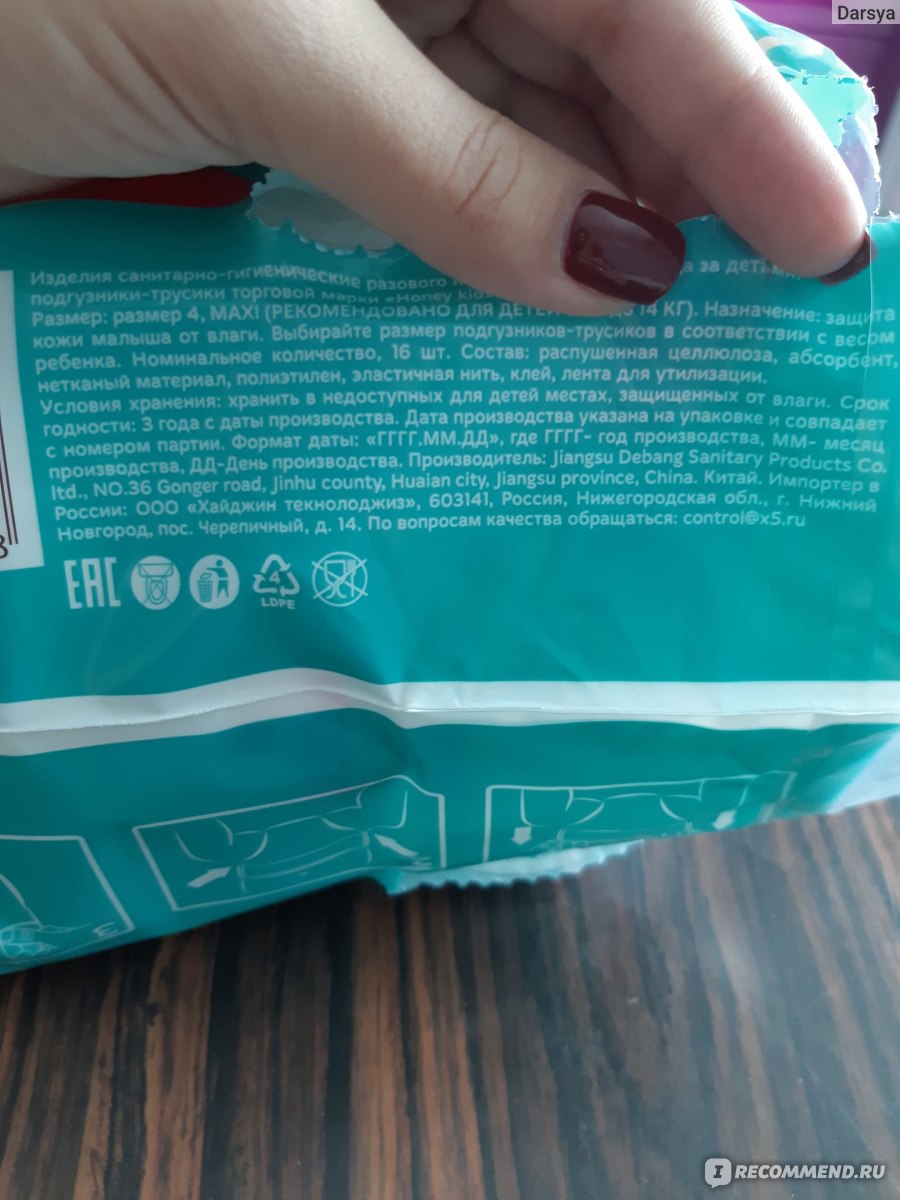 Darsya
Изделия санитарно-гигиенические разового за
подгузники-трусики торговой марки «Honey
Размер: размер 4, MAXI (РЕКОМЕНДОВАНО ДЛЯ 14 КГ). Назначение: защита
кожи малыша от влаги. Выбирайте размер подгузников-трусиков в соответствии с весом
ребенка. Номинальное количество, 16 шт. Состав: распушенная целлюлоза, абсорбент,
нетканый материал, полиэтилен, эластичная нить, клей, лента для утилизации.
Условия хранения: хранить в недоступных для детей местах, защищенных от влаги. Срок
годности: 3 года с даты производства. Дата производства указана на упаковке и совпадает
с номером партии. Формат даты: «ГГГГ.ММ.ДД», где ГГГГ- год производства, ММ- месяц
производства, ДД-День производства. Производитель: Jiangsu Debang Sanitary Products Co.
ltd., NO.36 Gonger road, Jinhu county, Huaian city, Jiangsu province, China. Китай. Импортер в
России: ООО «Хайджин текнолоджиз», 603141, Россия, Нижегородская обл., г. Нижний
Новгород, пос. Черепичный, д. 14. По вопросам качества обращаться: control@x5.ru
EAC
4
LDPE
3
IRECOMMEND.RU